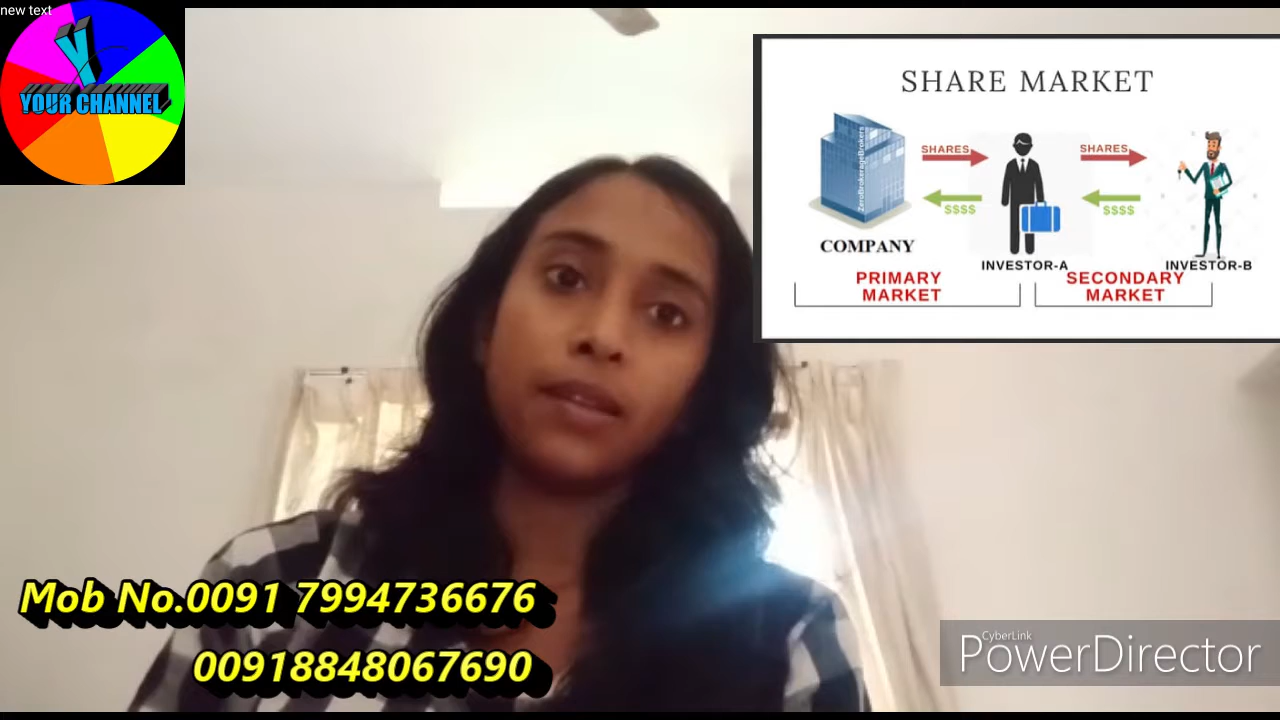 new text
YOUR CHANNEL
SHARE MARKET
ZeroBrokerageBrokers
SHARES
SHARES
$$$$
$$$$
COMPANY
INVESTOR-A
INVESTOR-B
PRIMARY
MARKET
SECONDARY
MARKET
Mob No.0091 7994736676
00918848067690
CyberLink
PowerDirector